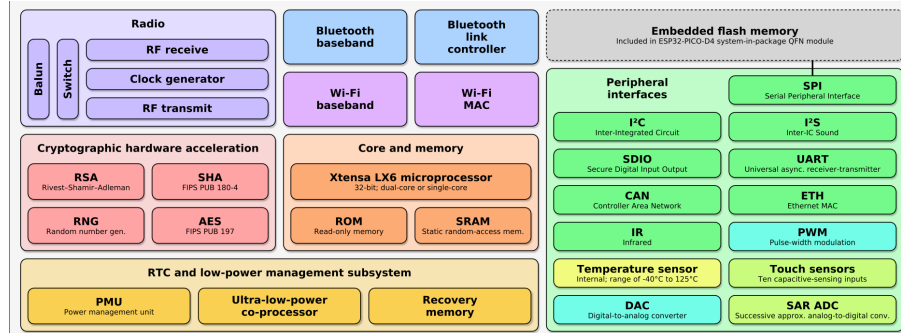 Radio
Balun
Switch
RF receive
Clock generator
RF transmit
Bluetooth
baseband
Bluetooth
link
controller
Wi-Fi
baseband
Wi-Fi
MAC
Embedded flash memory
Included in ESP32-PICO-D4 system-in-package QFN module
Cryptographic hardware acceleration
RSA
Rivest–Shamir–Adleman
SHA
FIPS PUB 180-4
RNG
Random number gen.
AES
FIPS PUB 197
Core and memory
Xtensa LX6 microprocessor
32-bit; dual-core or single-core
ROM
Read-only memory
SRAM
Static random-access mem.
RTC and low-power management subsystem
PMU
Power management unit
Ultra-low-power
co-processor
Recovery
memory
Peripheral
interfaces
SPI
Serial Peripheral Interface
I²C
Inter-Integrated Circuit
I²S
Inter-IC Sound
SDIO
Secure Digital Input Output
UART
Universal async. receiver-transmitter
CAN
Controller Area Network
ETH
Ethernet MAC
IR
Infrared
PWM
Pulse-width modulation
Temperature sensor
Internal; range of -40°C to 125°C
Touch sensors
Ten capacitive-sensing inputs
DAC
Digital-to-analog converter
SAR ADC
Successive approx. analog-to-digital conv.